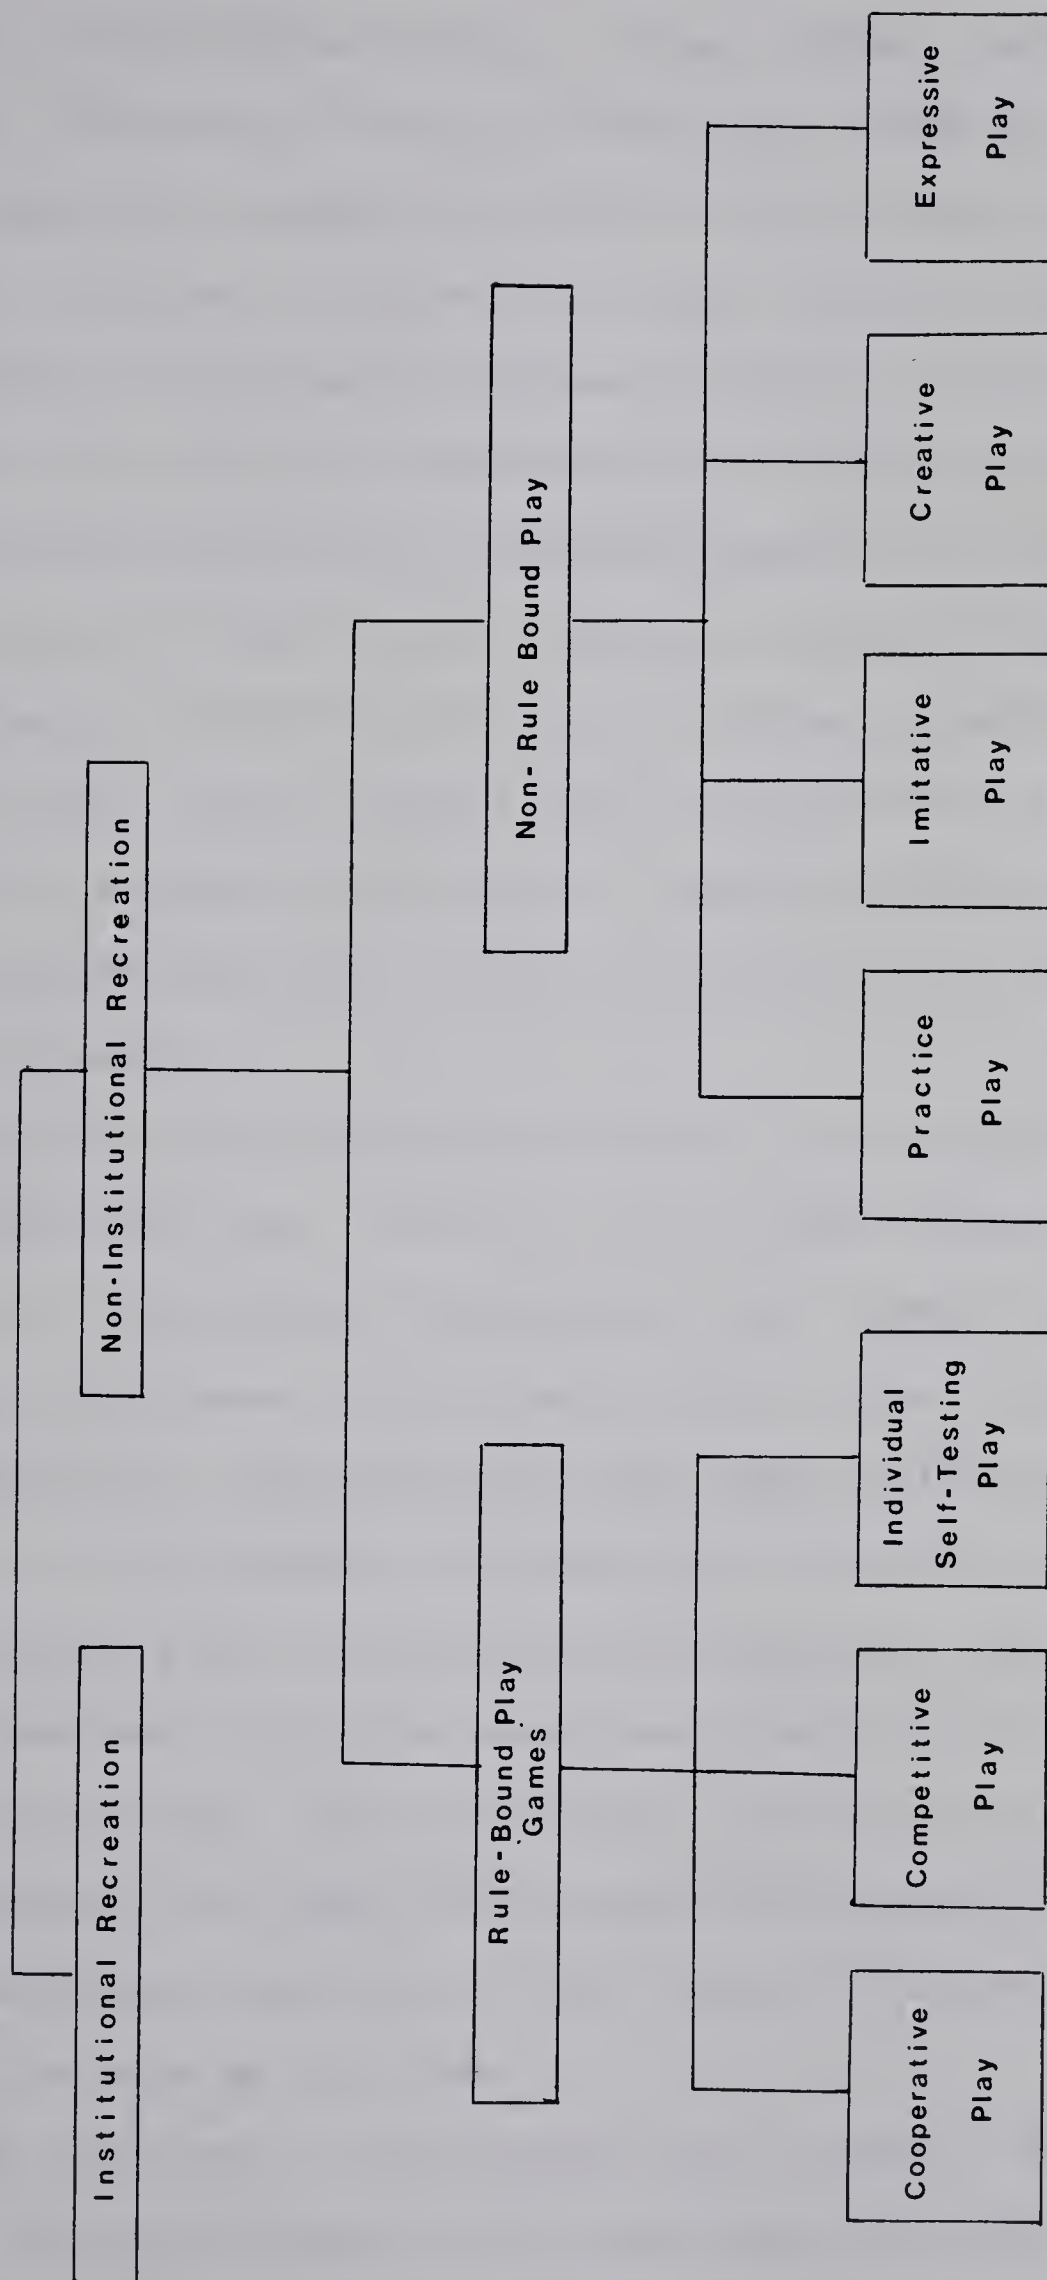 Institutional Recreation
Non-Institutional Recreation
Rule-Bound Play
Games
Non-Rule Bound Play
Cooperative
Play
Competitive
Play
Individual
Self-Testing
Play
Practice
Play
Imitative
Play
Creative
Play
Expressive
Play